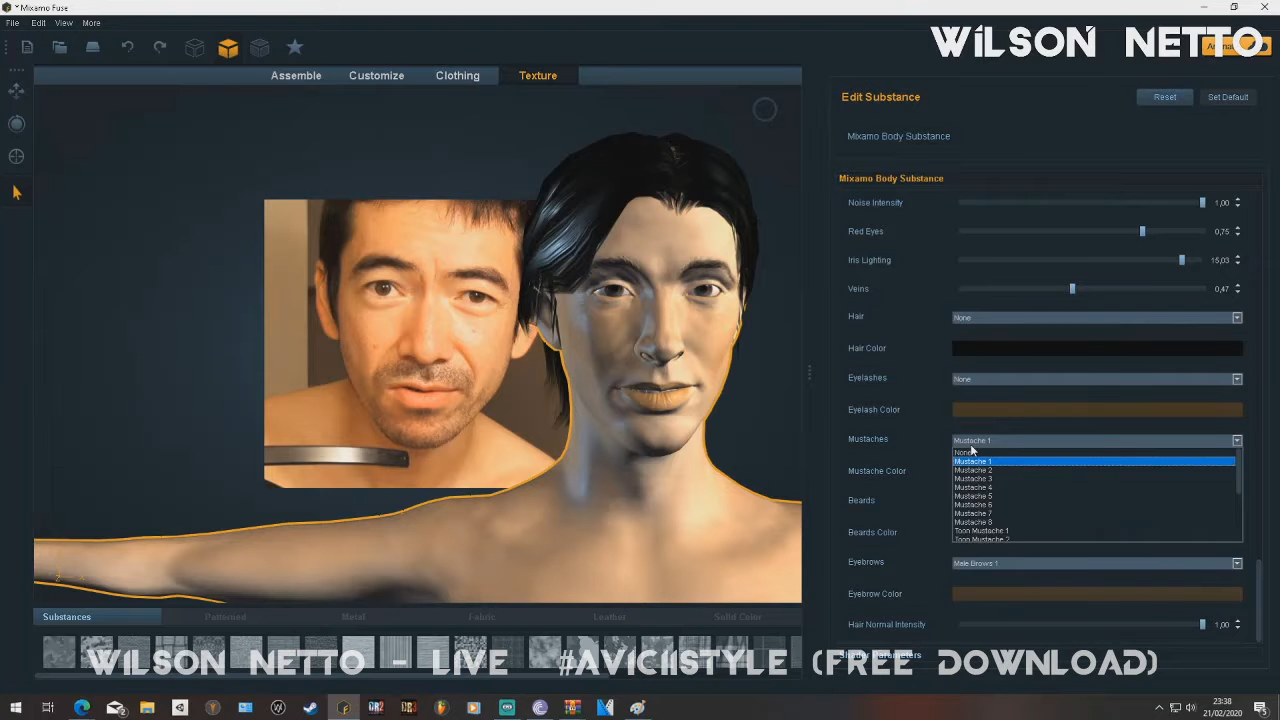 Mixamo Fuse
File Edit View More
WILSON NETTO
Assemble Customize Clothing Texture
Edit Substance
Reset Set Default
Mixamo Body Substance
Mixamo Body Substance
Noise Intensity 1,00
Red Eyes 0,75
Iris Lighting 15,03
Veins 0,47
Hair None
Hair Color
Eyelashes None
Eyelash Color
Mustaches Mustache 1
None
Mustache 1
Mustache 2
Mustache 3
Mustache 4
Mustache 5
Mustache 6
Mustache 7
Mustache 8
Toon Mustache 1
Toon Mustache 2
Mustache Color
Beards
Beards Color
Eyebrows Male Brows 1
Eyebrow Color
Hair Normal Intensity 1,00
Substances Patterned Metal Fabric Leather Solid Color
Shader Parameters
WILSON NETTO - LIVE #AVICIISTYLE (FREE DOWNLOAD)
23:38
21/02/2020